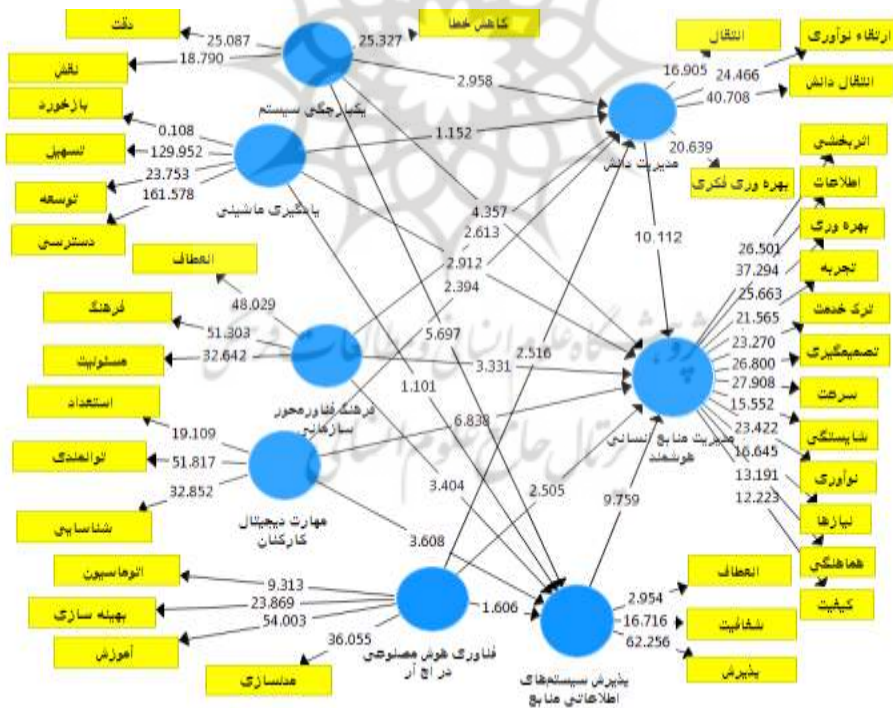 دقت
25.087
نقش
18.790
25.327
کاهش خطا
یکپارچگی سیستم
2.958
انتقال
16.905
ارتقاء نوآوری
24.466
انتقال دانش
40.708
20.639
بهره وری فکری
مدیریت دانش
بازخورد
0.108
تسهیل
129.952
توسعه
23.753
دسترسی
161.578
یادگیری ماشینی
1.152
4.357
2.613
2.912
2.394
5.697
10.112
2.516
انعطاف
48.029
فرهنگ
51.303
مسئولیت
32.642
فرهنگ فناورمحور
سازمانی
3.331
1.101
6.838
3.404
2.505
استعداد
19.109
توانمندی
51.817
شناسایی
32.852
مهارت دیجیتال
کارکنان
3.608
9.759
اثربخشی
اطلاعات
بهره وری
تجربه
ترک خدمت
تصمیمگیری
سرعت
شایستگی
نوآوری
نیازها
هماهنگی
کیفیت
26.501
37.294
25.663
21.565
23.270
26.800
27.908
15.552
23.422
16.645
13.191
12.223
مدیریت منابع انسانی
هوشمند
پژوهشگاه علوم انسانی و مطالعات فرهنگی
پرتال جامع علوم انسانی
اتوماسیون
9.313
بهینه سازی
23.869
آموزش
54.003
مدلسازی
36.055
فناوری هوش مصنوعی
در اچ آر
1.606
انعطاف
2.954
شفافیت
16.716
پذیرش
62.256
پذیرش سیستم‌های
اطلاعاتی منابع